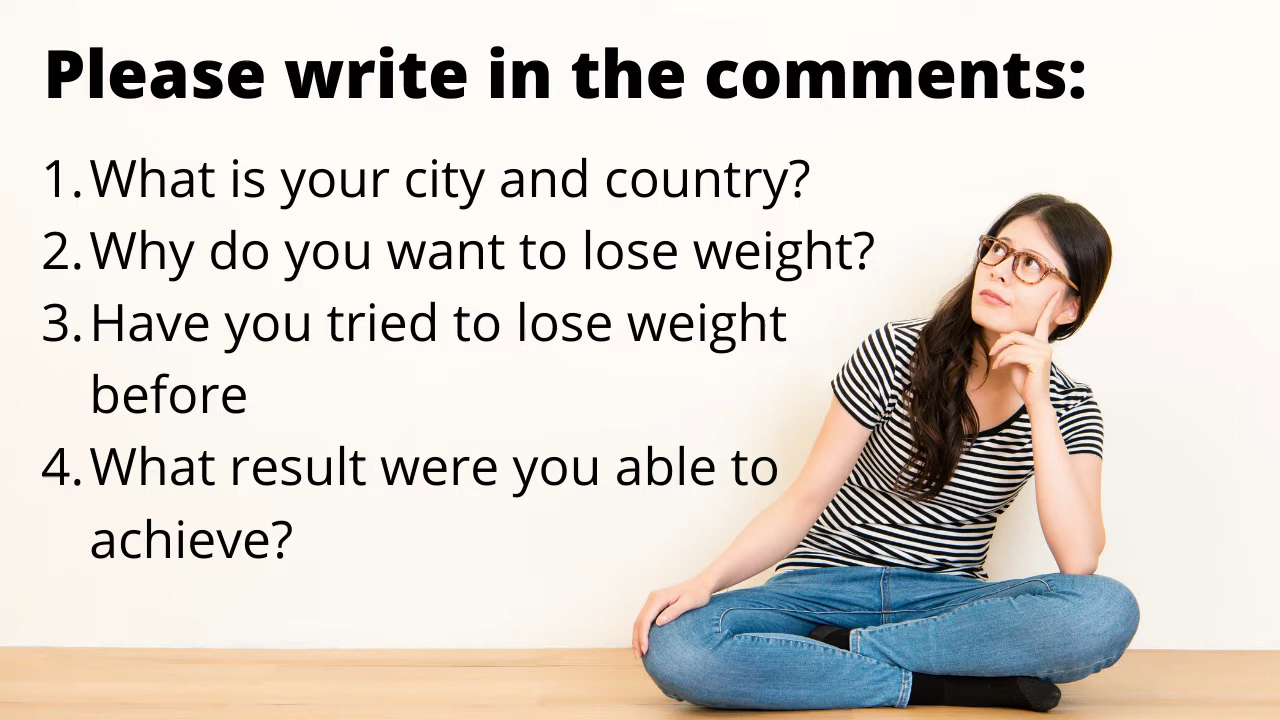 Please write in the comments:
1. What is your city and country?
2. Why do you want to lose weight?
3. Have you tried to lose weight
before
4. What result were you able to
achieve?